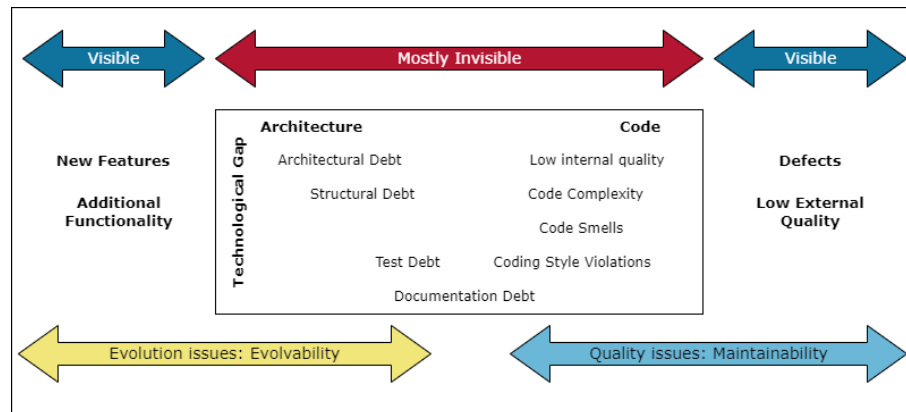 Visible
Mostly Invisible
Visible
Technological Gap
Architecture
Code
New Features
Architectural Debt
Low internal quality
Defects
Additional
Functionality
Structural Debt
Code Complexity
Low External
Quality
Code Smells
Test Debt
Coding Style Violations
Documentation Debt
Evolution issues: Evolvability
Quality issues: Maintainability